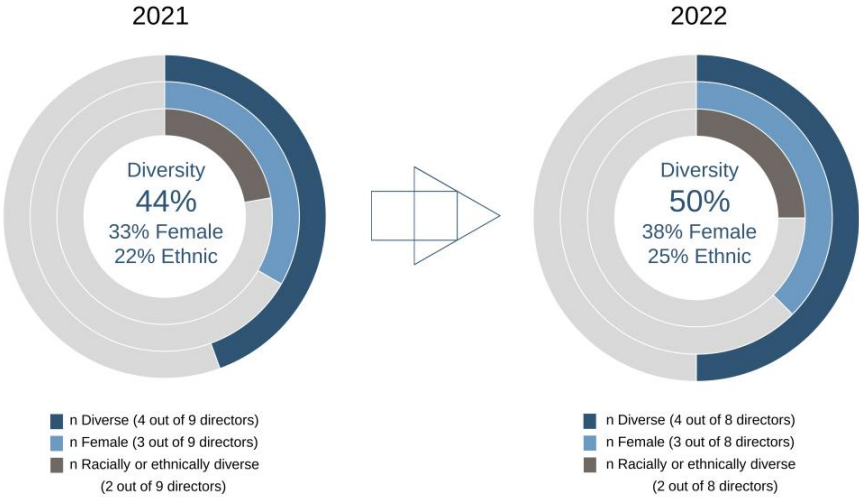 2021
2022
Diversity
44%
33% Female
22% Ethnic
Diversity
50%
38% Female
25% Ethnic
n Diverse (4 out of 9 directors)
n Female (3 out of 9 directors)
n Racially or ethnically diverse
(2 out of 9 directors)
n Diverse (4 out of 8 directors)
n Female (3 out of 8 directors)
n Racially or ethnically diverse
(2 out of 8 directors)